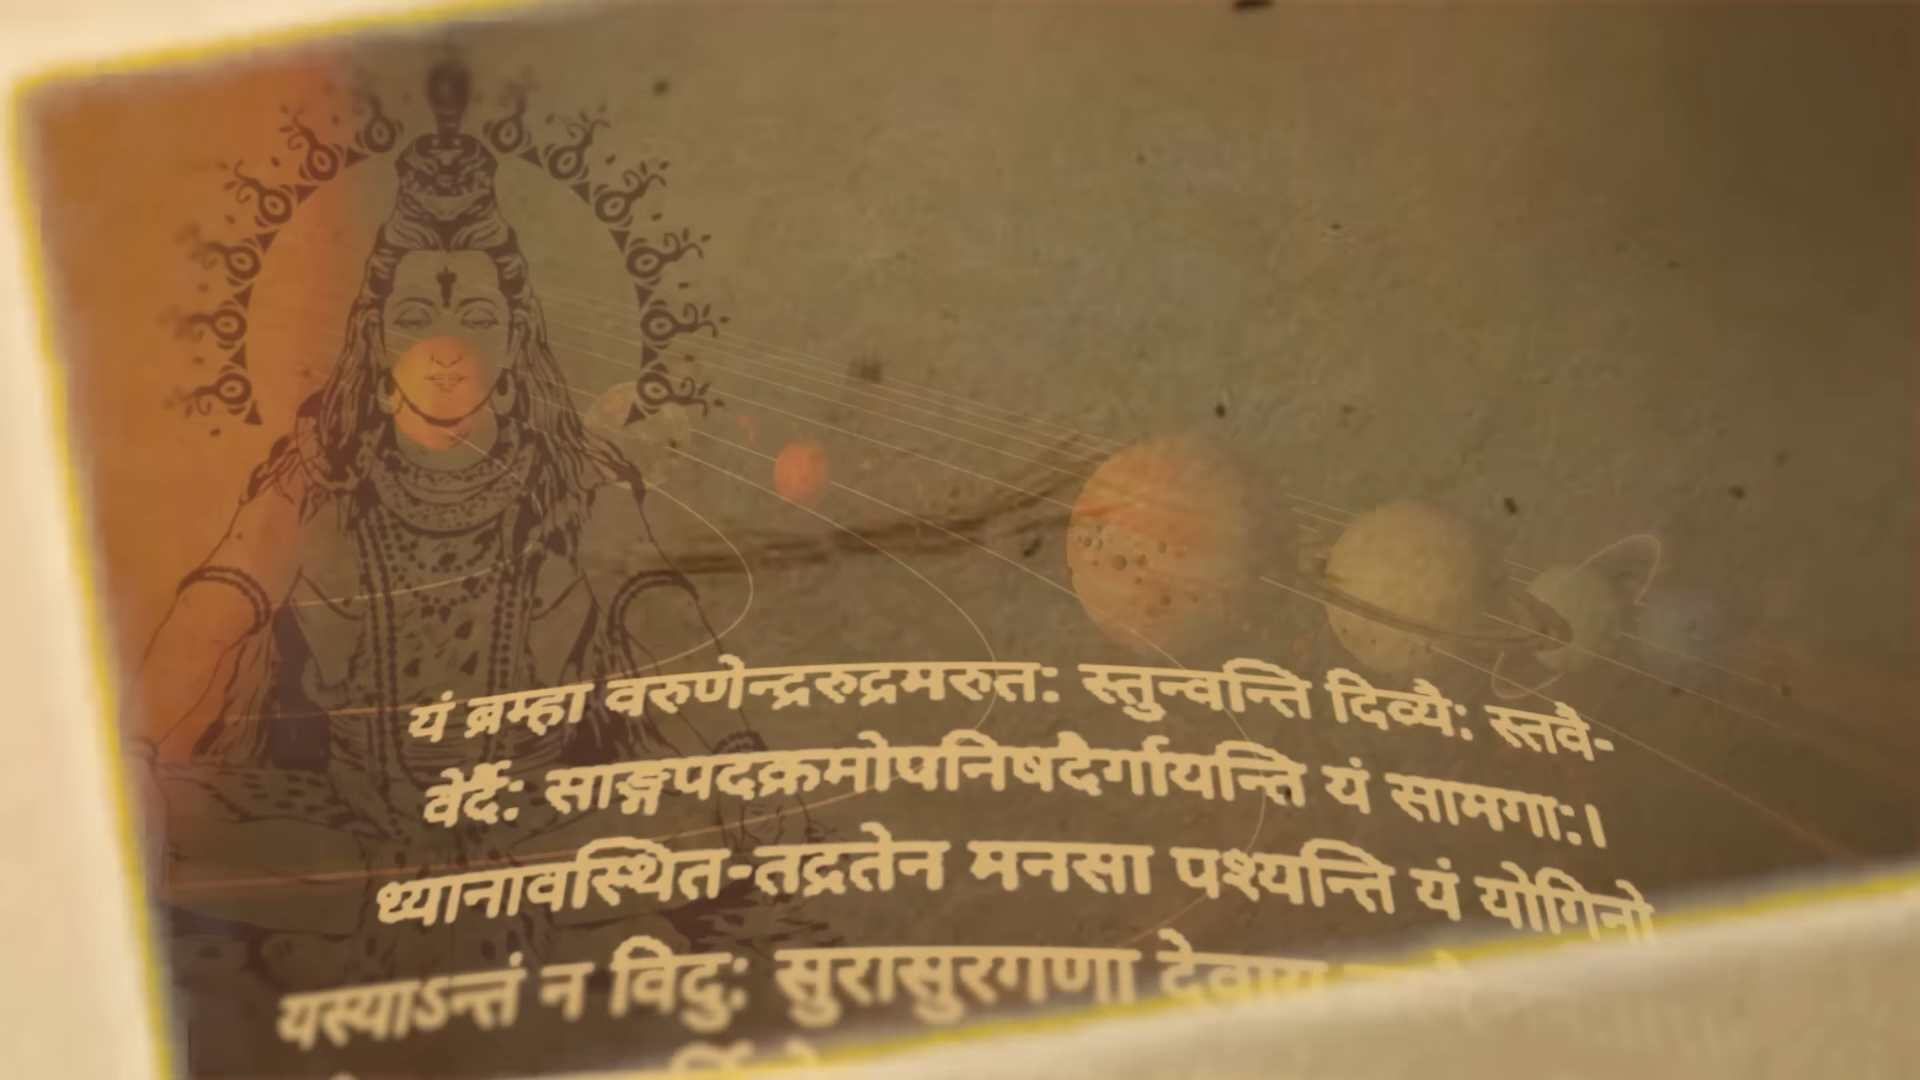 यं ब्रम्हा वरुणेन्द्ररुद्रमरुतः स्तुन्वन्ति दिव्यैः स्तवै-
वेर्दैः साङ्गपदक्रमोपनिषदैर्गायन्ति यं सामगाः।
ध्यानावस्थित-तद्रतेन मनसा पश्यन्ति यं योगिनो
यस्याऽन्तं न विदुः सुरासुरगणा देवाय